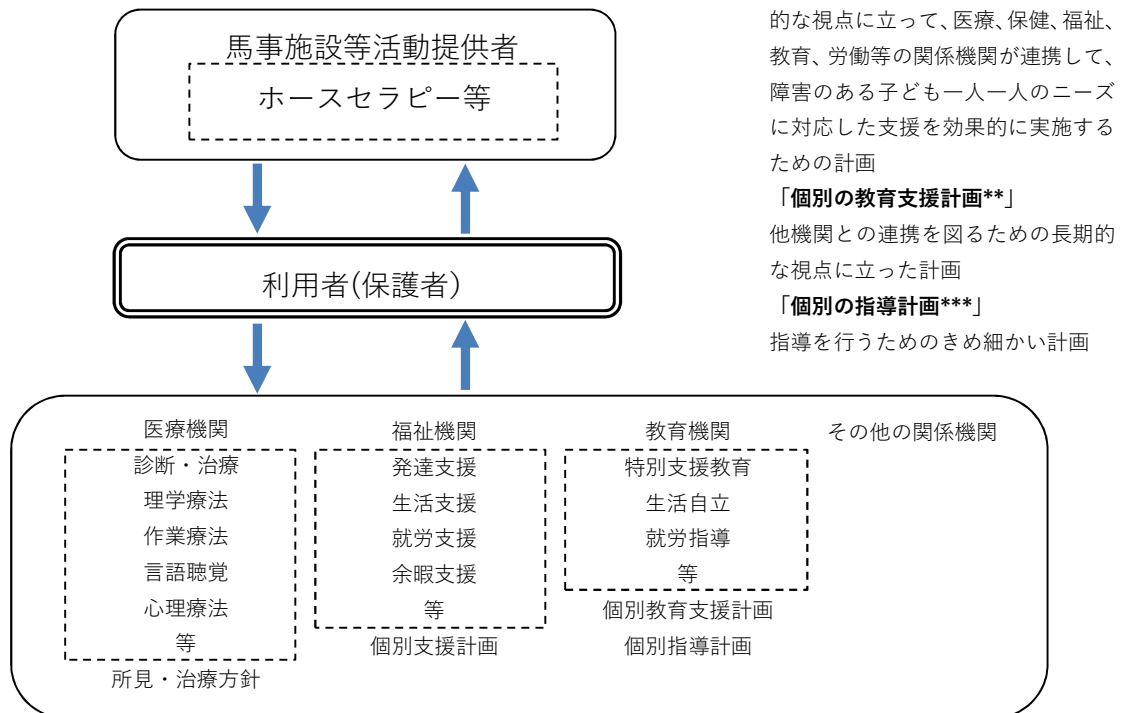 馬事施設等活動提供者
ホースセラピー等
利用者(保護者）
医療機関
診断・治療
理学療法
作業療法
言語聴覚
心理療法
等
所見・治療方針
福祉機関
発達支援
生活支援
就労支援
余暇支援
等
個別支援計画
教育機関
特別支援教育
生活自立
就労指導
等
個別教育支援計画
個別指導計画
その他の関係機関
的な視点に立って、医療、保健、福祉、
教育、労働等の関係機関が連携して、
障害のある子ども一人一人のニーズ
に対応した支援を効果的に実施する
ための計画
「個別の教育支援計画**」
他機関との連携を図るための長期的
な視点に立った計画
「個別の指導計画***」
指導を行うためのきめ細かい計画